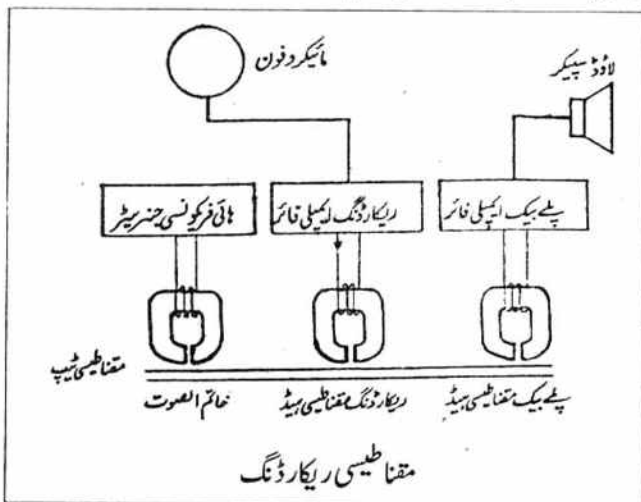 مائیکروفون
لاؤڈ سپیکر
پلے بیک ایمپلی فائر
ریکارڈنگ ایمپلی فائر
ہائی فریکونسی جنریٹر
مقناطیسی ٹیپ
پلے بیک مقناطیسی ہیڈ
ریکارڈنگ مقناطیسی ہیڈ
خاتم الصوت
مقناطیسی ریکارڈنگ